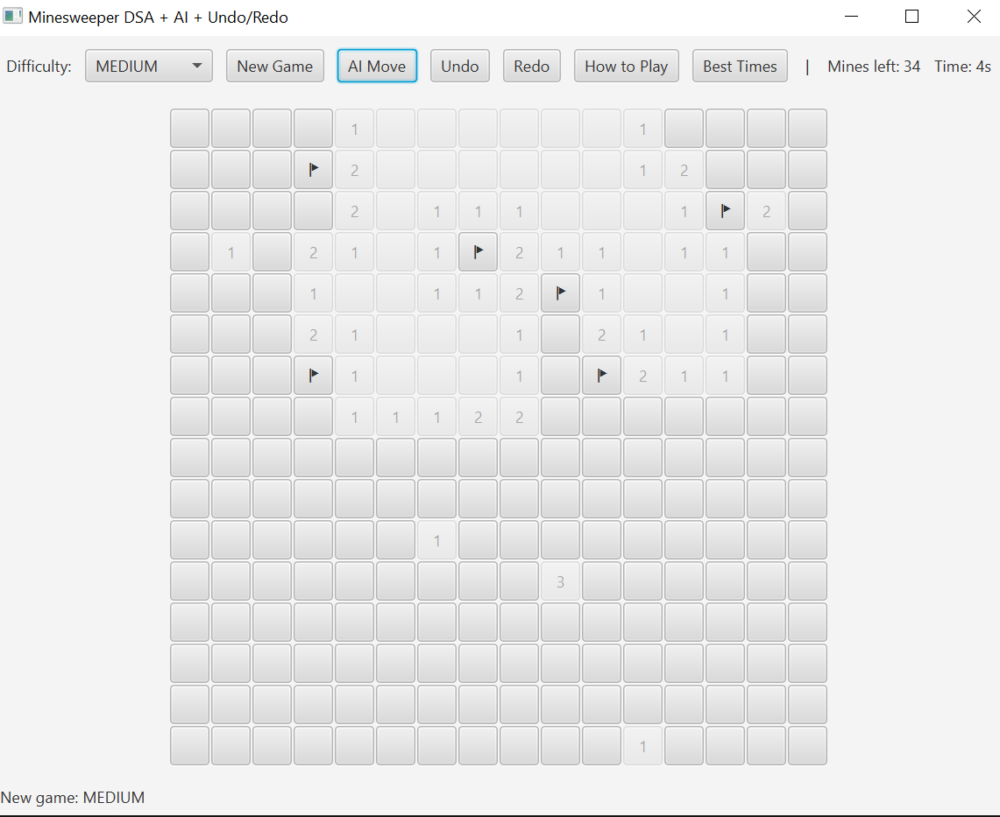 Minesweeper DSA + AI + Undo/Redo
Difficulty: MEDIUM New Game AI Move Undo Redo How to Play Best Times | Mines left: 34 Time: 4s
1 1
2 1 2
2 1 1 1 1 2
1 2 1 1 2 1 1 1 1
1 1 1 2 1 1
2 1 1 2 1 1
1 1 2 1 1
1 1 1 2 2
1
3
1
New game: MEDIUM